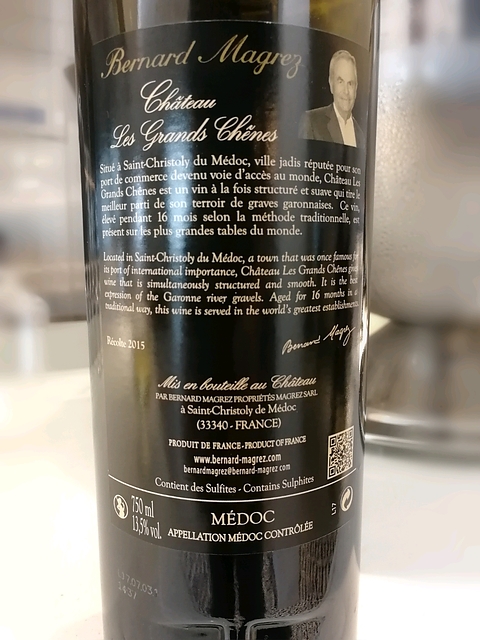 Bernard Magrez
Château
Les Grands Chênes
Situé à Saint-Christoly du Médoc, ville jadis réputée pour son
port de commerce devenu voie d'accès au monde, Château Les
Grands Chênes est un vin à la fois structuré et suave qui tire le
meilleur parti de son terroir de graves garonnaises. Ce vin,
élevé pendant 16 mois selon la méthode traditionnelle, est
présent sur les plus grandes tables du monde.
Located in Saint-Christoly du Médoc, a town that was once famous for
its port of international importance, Château Les Grands Chênes
wine that is simultaneously structured and smooth. It is the best
expression of the Garonne river gravels. Aged for 16 months in
traditional way, this wine is served in the world's greatest establishments.
Récolte 2015
Bernard Magrez
Mis en bouteille au Château
PAR BERNARD MAGREZ PROPRIÉTÉS MAGREZ SARL
à Saint-Christoly de Médoc
(33340 - FRANCE)
PRODUIT DE FRANCE - PRODUCT OF FRANCE
www.bernard-magrez.com
bernardmagrez@bernard-magrez.com
Contient des Sulfites - Contains Sulphites
750 ml
13,5% vol.
L17
MÉDOC
APPELLATION MÉDOC CONTRÔLÉE